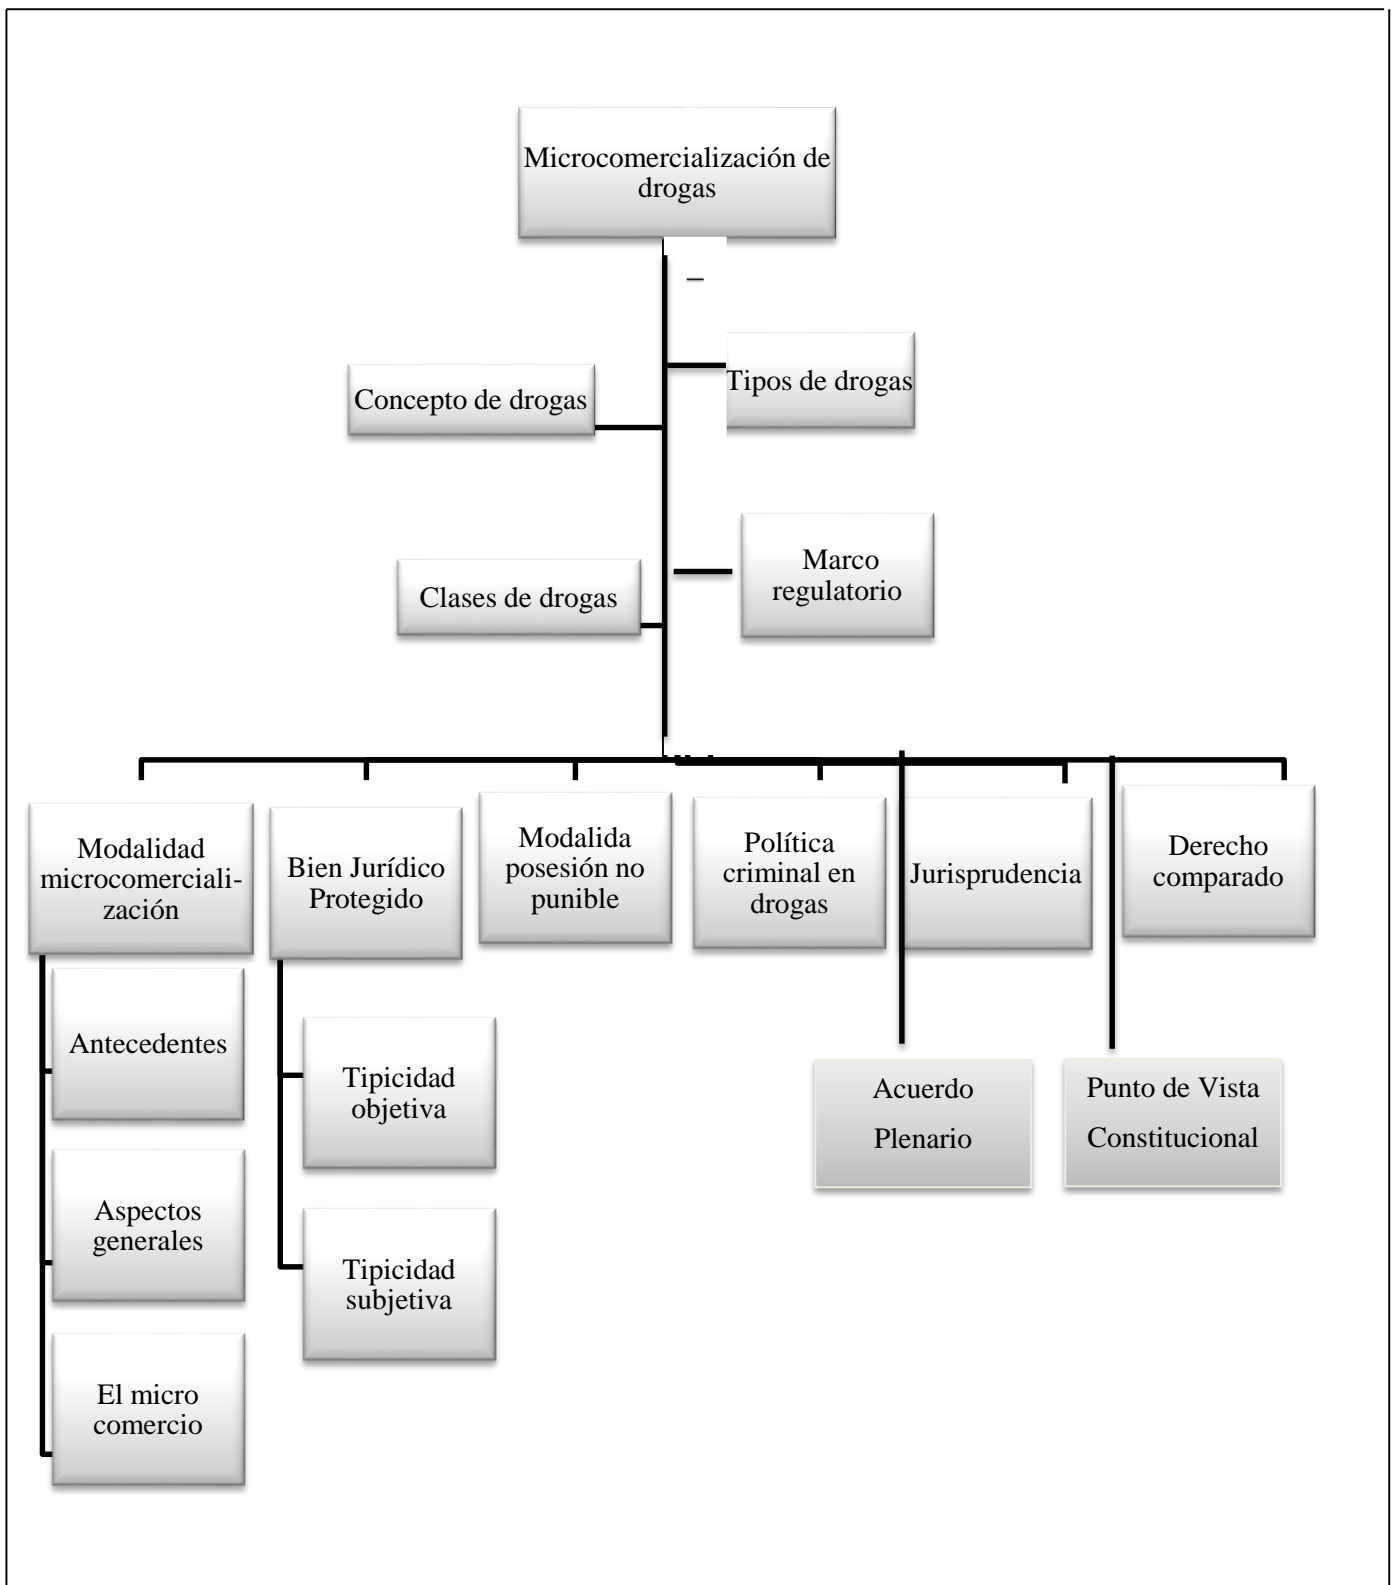 Microcomercialización de
drogas
–
Tipos de drogas
Concepto de drogas
Marco
regulatorio
Clases de drogas
Modalidad
microcomerciali-
zación
Bien Jurídico
Protegido
Modalida
posesión no
punible
Política
criminal en
drogas
Jurisprudencia
Derecho
comparado
Antecedentes
Aspectos
generales
El micro
comercio
Tipicidad
objetiva
Tipicidad
subjetiva
Acuerdo
Plenario
Punto de Vista
Constitucional